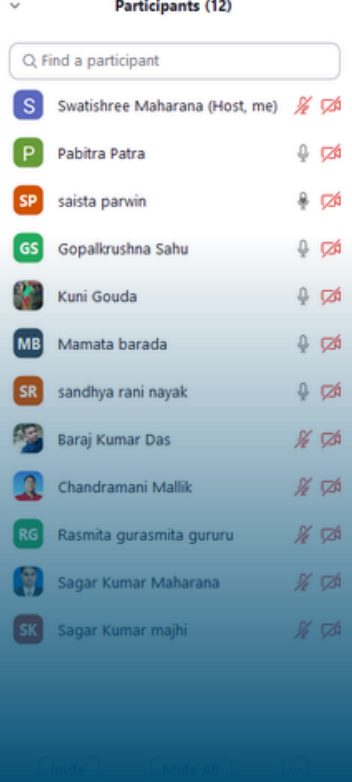 Participants (12)
Find a participant
S Swatishree Maharana (Host, me)
P Pabitra Patra
SP saista parwin
GS Gopalkrushna Sahu
Kuni Gouda
MB Mamata barada
SR sandhya rani nayak
Baraj Kumar Das
Chandramani Mallik
RG Rasmita gurasmita gururu
Sagar Kumar Maharana
SK Sagar Kumar majhi
Invite Mute All ...